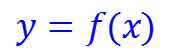 y = f(x)